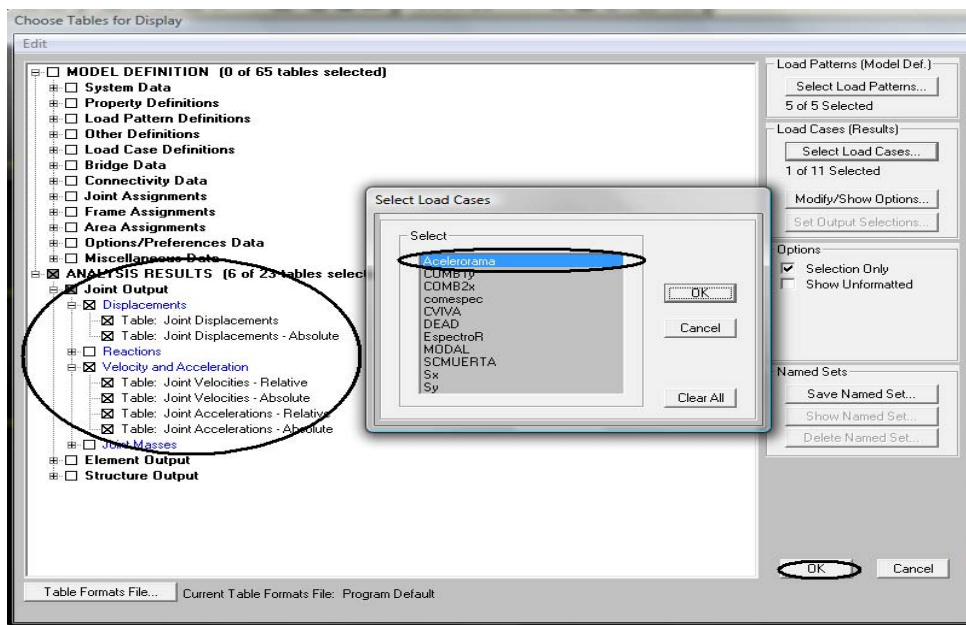 Choose Tables for Display
Edit
MODEL DEFINITION (0 of 65 tables selected)
System Data
Property Definitions
Load Pattern Definitions
Other Definitions
Load Case Definitions
Bridge Data
Connectivity Data
Joint Assignments
Frame Assignments
Area Assignments
Options/Preferences Data
Miscellaneous Data
ANALYSIS RESULTS (6 of 23 tables selec
Joint Output
Displacements
Table: Joint Displacements
Table: Joint Displacements - Absolute
Reactions
Velocity and Acceleration
Table: Joint Velocities - Relative
Table: Joint Velocities - Absolute
Table: Joint Accelerations - Relative
Table: Joint Accelerations - Absolute
Joint Masses
Element Output
Structure Output
Select Load Cases
Select
Acelerorama
COMB1y
COMB2x
comespec
CVIVA
DEAD
EspectroR
MODAL
SCMUERTA
Sx
Sy
OK
Cancel
Clear All
Load Patterns (Model Def.)
Select Load Patterns...
5 of 5 Selected
Load Cases (Results)
Select Load Cases...
1 of 11 Selected
Modify/Show Options...
Set Output Selections...
Options
Selection Only
Show Unformatted
Named Sets
Save Named Set...
Show Named Set...
Delete Named Set...
OK
Cancel
Table Formats File...
Current Table Formats File: Program Default